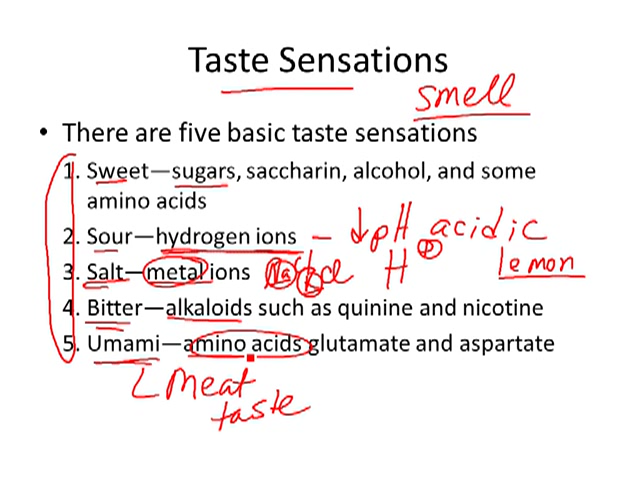 Taste Sensations
smell
• There are five basic taste sensations
1. Sweet—sugars, saccharin, alcohol, and some
amino acids
2. Sour—hydrogen ions – ↓pH acidic
3. Salt—metal ions H+ lemon
4. Bitter—alkaloids such as quinine and nicotine
5. Umami—amino acids glutamate and aspartate
Meat
taste